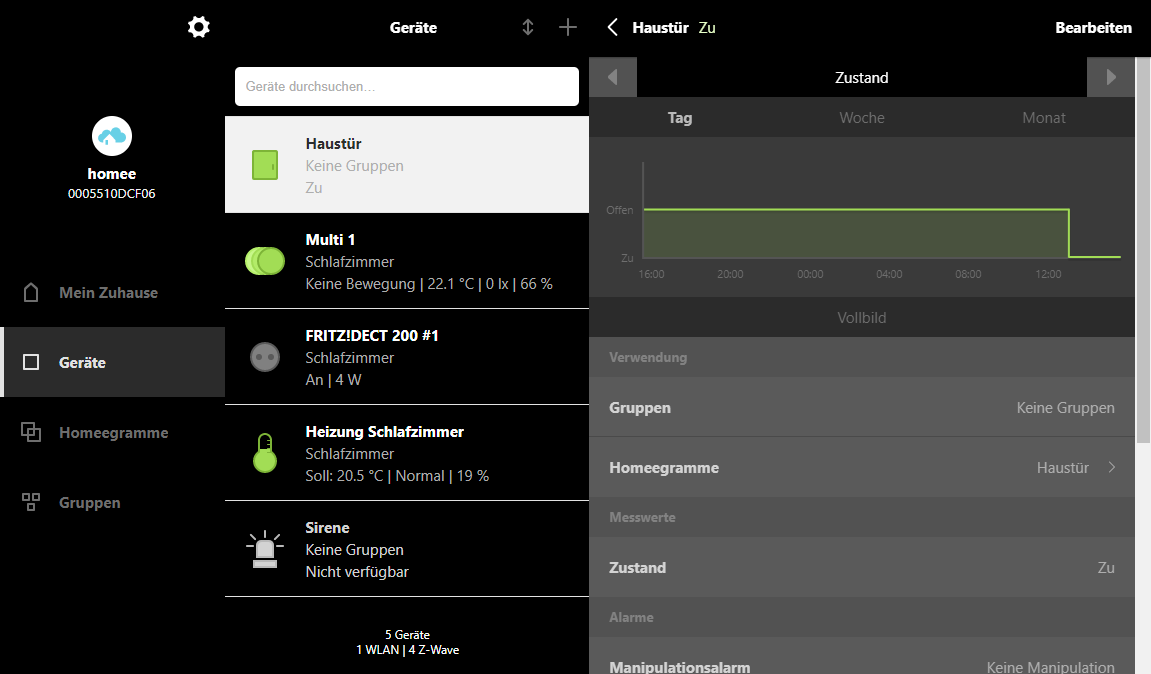 homee
0005510DCF06
Mein Zuhause
Geräte
Homeegramme
Gruppen
Geräte
Geräte durchsuchen...
Haustür
Keine Gruppen
Zu
Multi 1
Schlafzimmer
Keine Bewegung | 22.1 °C | 0 lx | 66 %
FRITZ!DECT 200 #1
Schlafzimmer
An | 4 W
Heizung Schlafzimmer
Schlafzimmer
Soll: 20.5 °C | Normal | 19 %
Sirene
Keine Gruppen
Nicht verfügbar
5 Geräte
1 WLAN | 4 Z-Wave
Haustür Zu
Bearbeiten
Zustand
Tag Woche Monat
Offen
Zu
16:00 20:00 00:00 04:00 08:00 12:00
Vollbild
Verwendung
Gruppen Keine Gruppen
Homeegramme Haustür
Messwerte
Zustand Zu
Alarme
Manipulationsalarm Keine Manipulation